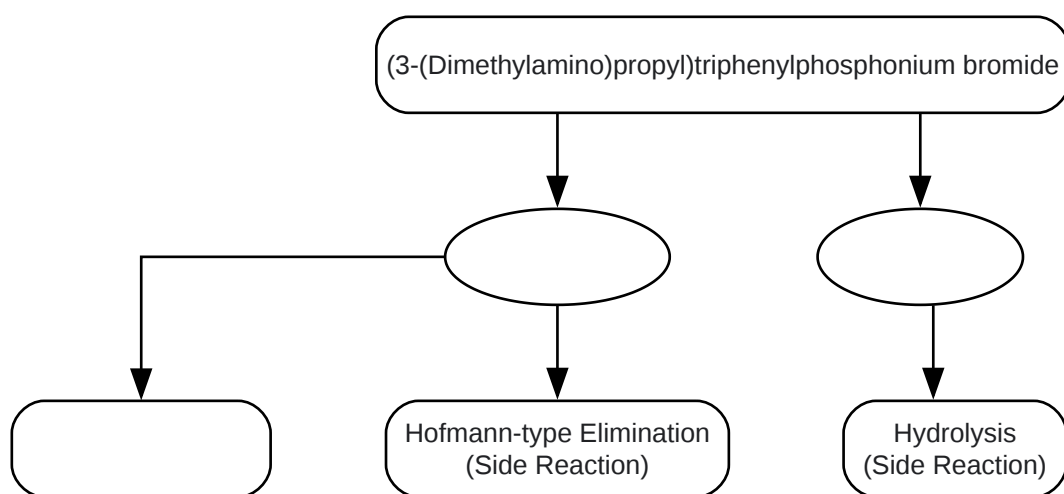 (3-(Dimethylamino)propyl)triphenylphosphonium bromide
Hofmann-type Elimination
(Side Reaction)
Hydrolysis
(Side Reaction)